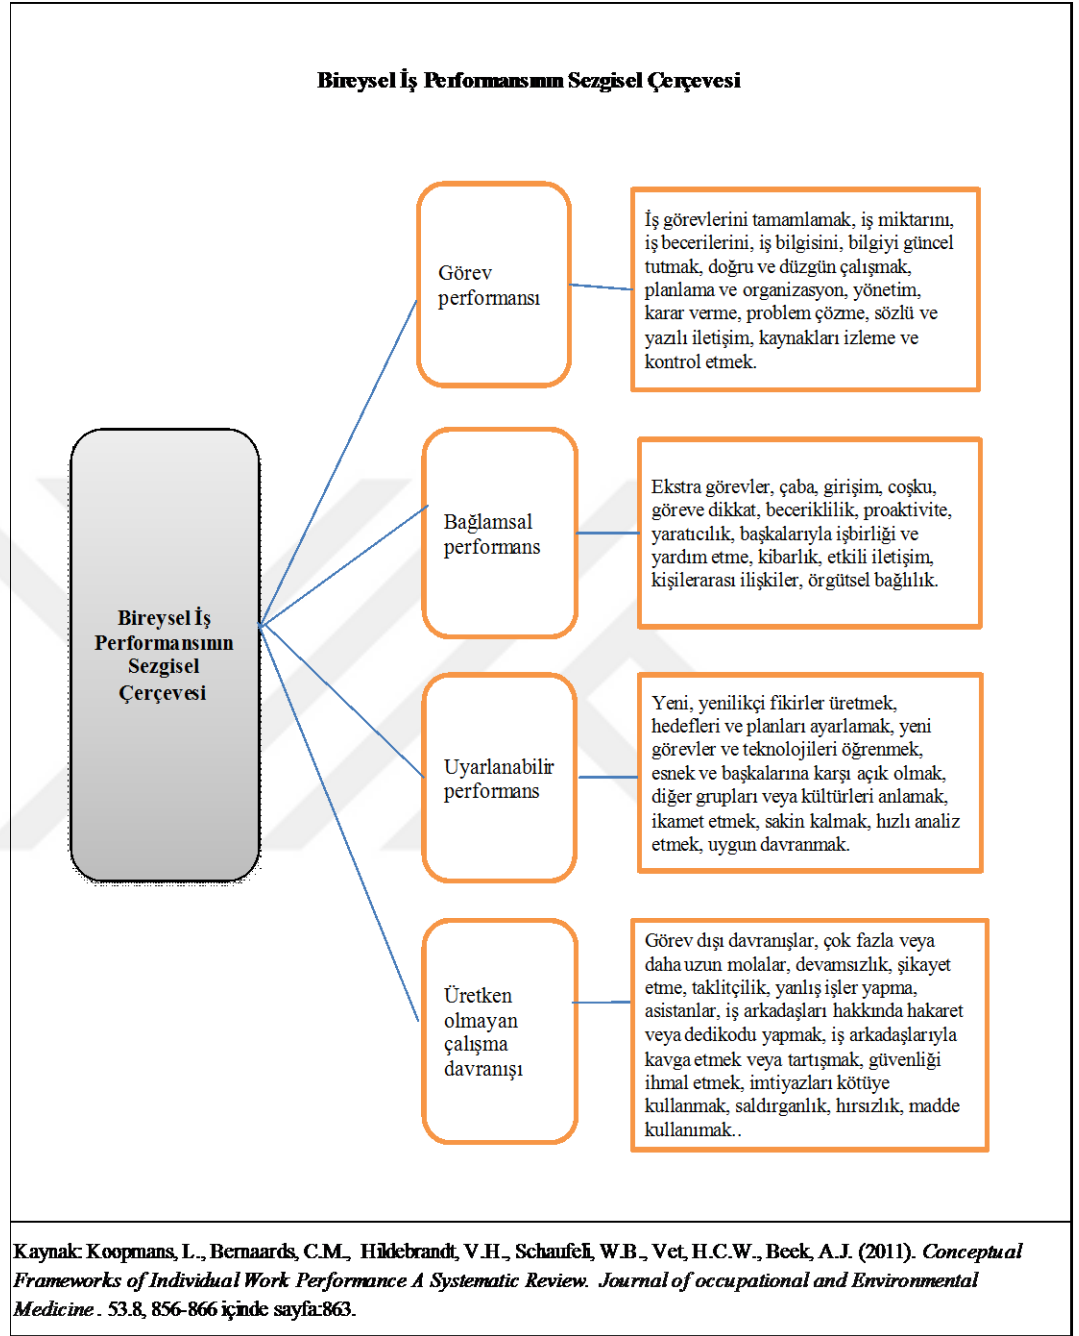 Bireysel İş Performansının Sezgisel Çerçevesi
Görev
performansı
İş görevlerini tamamlamak, iş miktarını,
iş becerilerini, iş bilgisini, bilgiyi güncel
tutmak, doğru ve düzgün çalışmak,
planlama ve organizasyon, yönetim,
karar verme, problem çözme, sözlü ve
yazılı iletişim, kaynakları izleme ve
kontrol etmek.
Bağlamsal
performans
Ekstra görevler, çaba, girişim, coşku,
göreve dikkat, beceriklilik, proaktivite,
yaratıcılık, başkalarıyla işbirliği ve
yardım etme, kibarlık, etkili iletişim,
kişilerarası ilişkiler, örgütsel bağlılık.
Bireysel İş
Performansının
Sezgisel
Çerçevesi
Uyarlanabilir
performans
Yeni, yenilikçi fikirler üretmek,
hedefleri ve planları ayarlamak, yeni
görevler ve teknolojileri öğrenmek,
esnek ve başkalarına karşı açık olmak,
diğer grupları veya kültürleri anlamak,
ikamet etmek, sakin kalmak, hızlı analiz
etmek, uygun davranmak.
Üretken
olmayan
çalışma
davranışı
Görev dışı davranışlar, çok fazla veya
daha uzun molalar, devamsızlık, şikayet
etme, taklitçilik, yanlış işler yapma,
asistanlar, iş arkadaşları hakkında hakaret
veya dedikodu yapmak, iş arkadaşlarıyla
kavga etmek veya tartışmak, güvenliği
ihmal etmek, imtiyazları kötüye
kullanmak, saldırganlık, hırsızlık, madde
kullanımak..
Kaynak: Koopmans, L., Bernaards, C.M., Hildebrandt, V.H., Schaufeli, W.B., Vet, H.C.W., Beek, A.J. (2011). Conceptual
Frameworks of Individual Work Performance A Systematic Review. Journal of occupational and Environmental
Medicine. 53.8, 856-866 içinde sayfa:863.